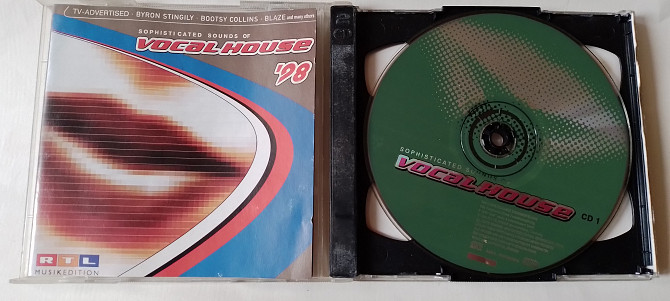 TV-ADVERTISED · BYRON STINGILY · BOOTSY COLLINS · BLAZE and many others
SOPHISTICATED SOUNDS OF
VOCALHOUSE
'98
RTL
MUSIKEDITION
SOPHISTICATED SOUNDS
VOCALHOUSE
CD 1